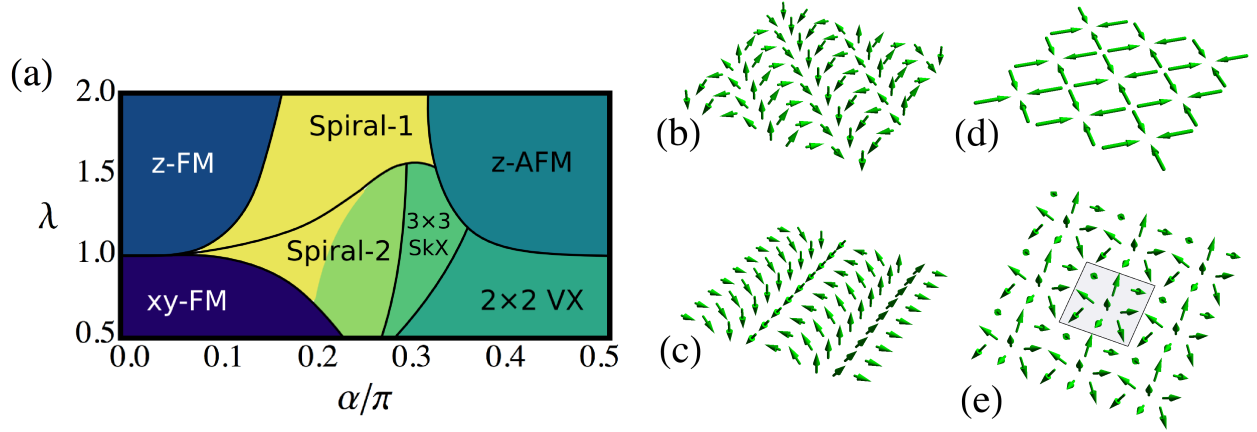 (a)
2.0
1.5
1.0
0.5
λ
z-FM
Spiral-1
z-AFM
3×3
SkX
Spiral-2
xy-FM
2×2 VX
0.0 0.1 0.2 0.3 0.4 0.5
α/π
(b)
(d)
(c)
(e)